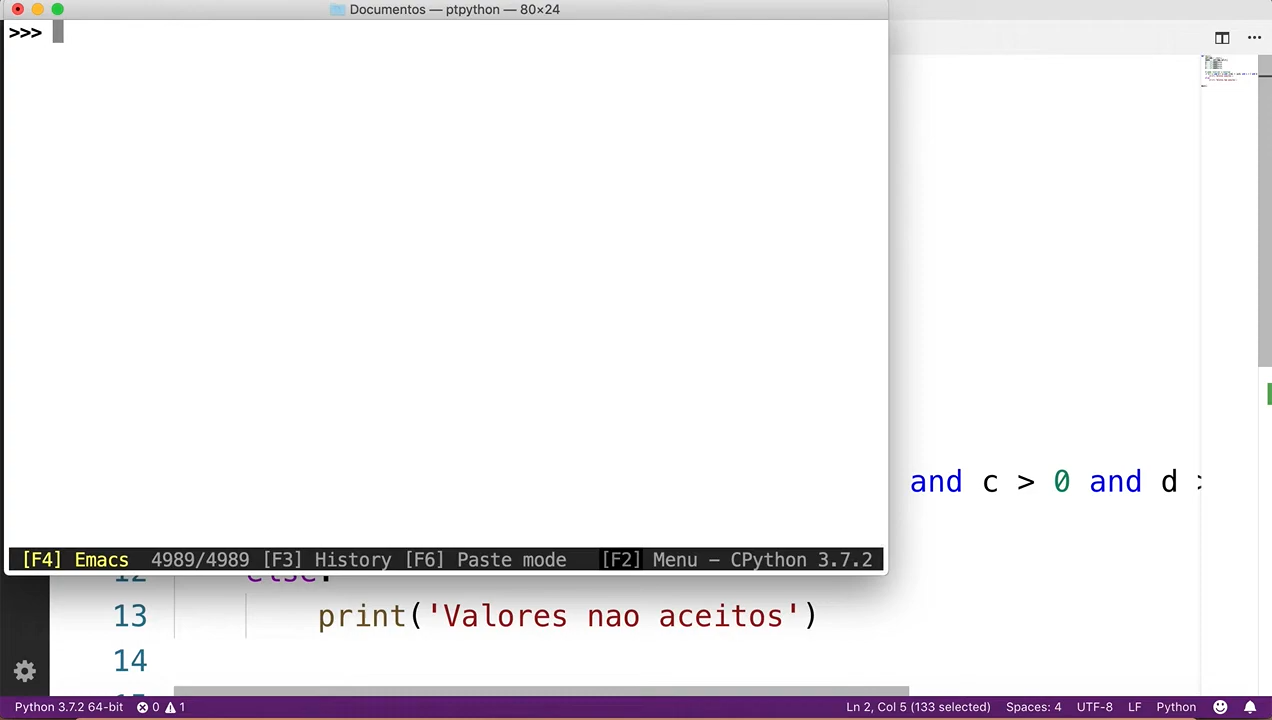 Documentos — ptpython — 80×24
>>>
and c > 0 and d >
[F4] Emacs 4989/4989 [F3] History [F6] Paste mode [F2] Menu – CPython 3.7.2
12 else:
13 print('Valores nao aceitos')
14
Python 3.7.2 64-bit 0 1 Ln 2, Col 5 (133 selected) Spaces: 4 UTF-8 LF Python